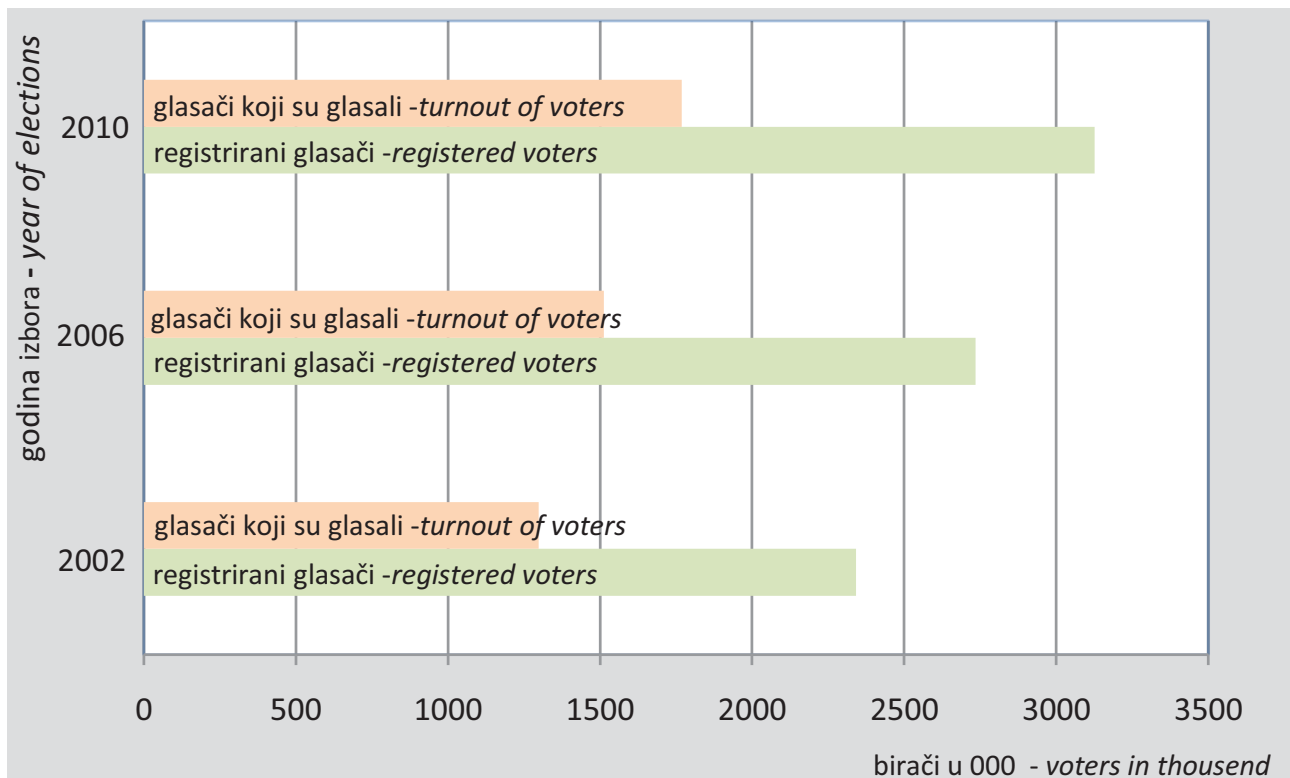 godina izbora - year of elections
2010
glasači koji su glasali -turnout of voters
registrirani glasači -registered voters
2006
glasači koji su glasali -turnout of voters
registrirani glasači -registered voters
2002
glasači koji su glasali -turnout of voters
registrirani glasači -registered voters
0 500 1000 1500 2000 2500 3000 3500
birači u 000 - voters in thousend